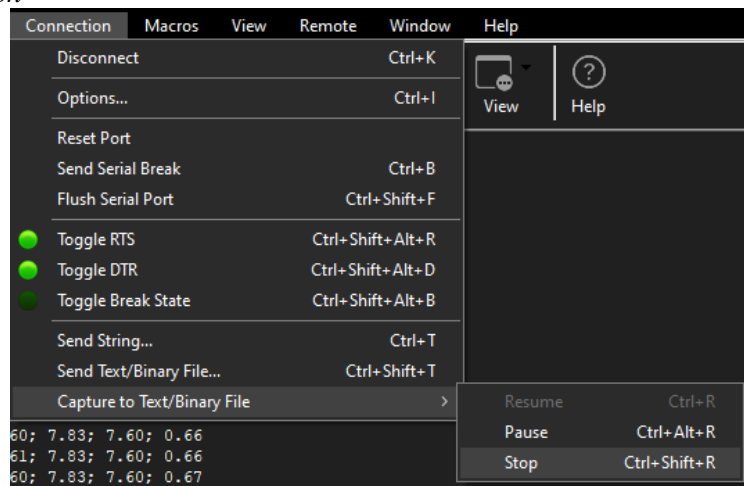 Connection Macros View Remote Window Help
Disconnect Ctrl+K
Options... Ctrl+I
View Help
Reset Port
Send Serial Break Ctrl+B
Flush Serial Port Ctrl+Shift+F
Toggle RTS Ctrl+Shift+Alt+R
Toggle DTR Ctrl+Shift+Alt+D
Toggle Break State Ctrl+Shift+Alt+B
Send String... Ctrl+T
Send Text/Binary File... Ctrl+Shift+T
Capture to Text/Binary File >
Resume Ctrl+R
Pause Ctrl+Alt+R
Stop Ctrl+Shift+R
60; 7.83; 7.60; 0.66
61; 7.83; 7.60; 0.66
60; 7.83; 7.60; 0.67